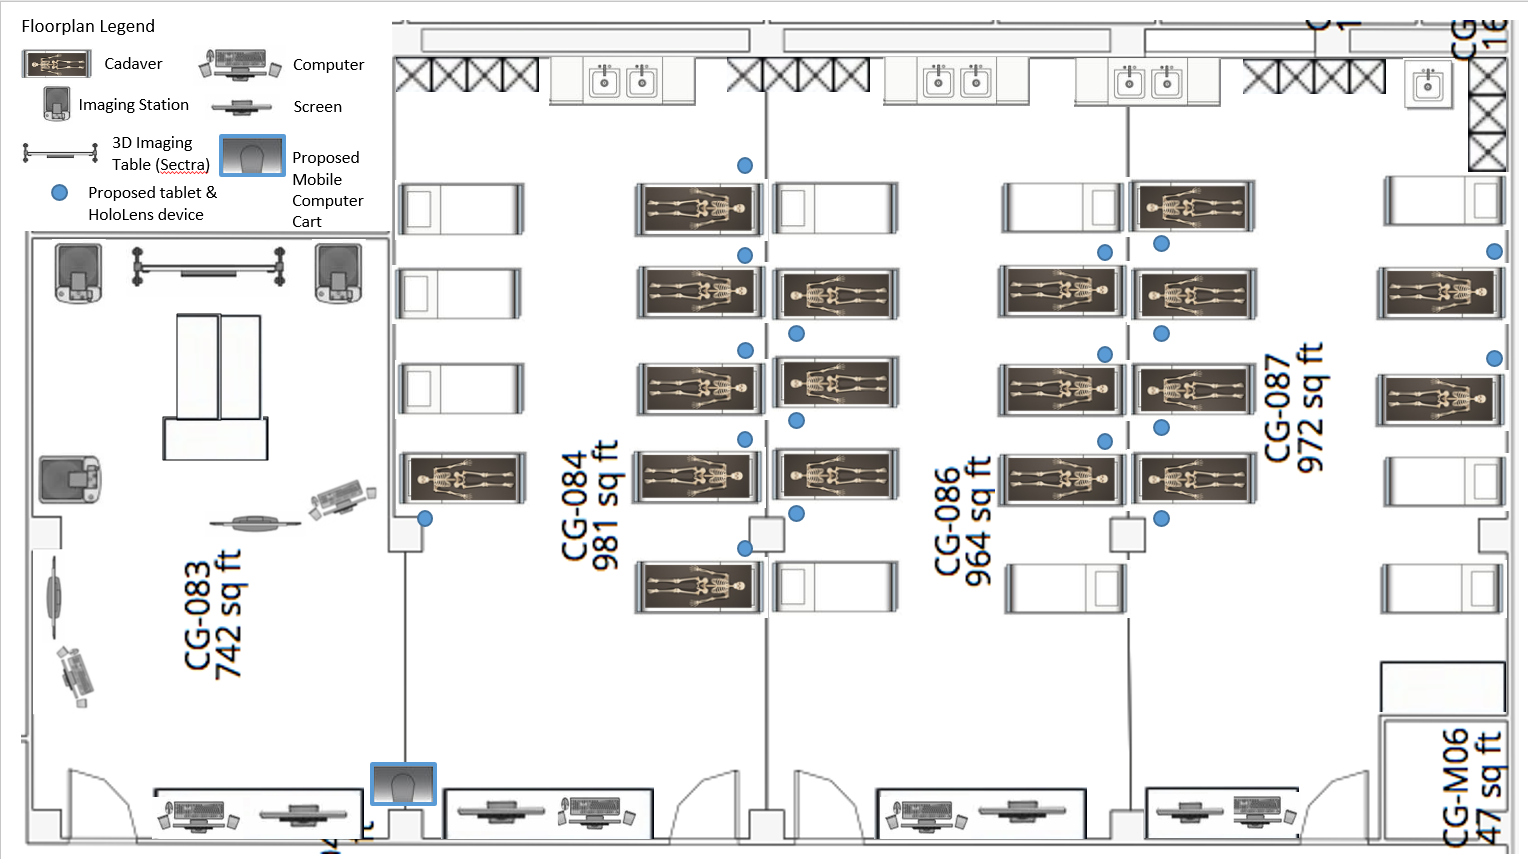 Floorplan Legend
Cadaver
Computer
Imaging Station
Screen
3D Imaging
Table (Sectra)
Proposed
Mobile
Computer
Cart
Proposed tablet &
HoloLens device
CG-083
742 sq ft
CG-084
981 sq ft
CG-086
964 sq ft
CG-087
972 sq ft
CG-M06
47 sq ft
CG
16